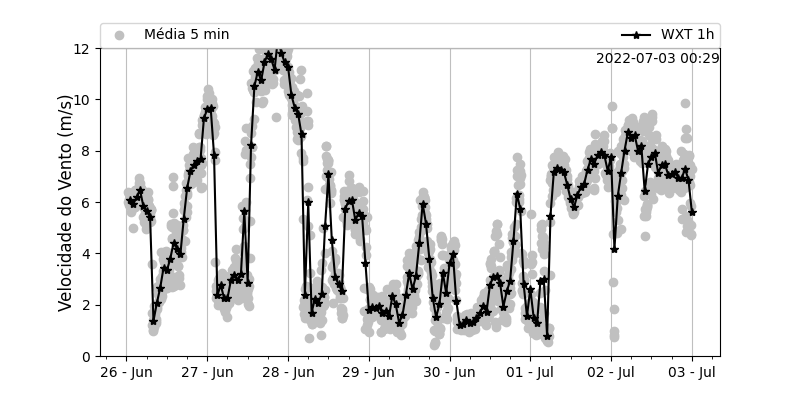 Média 5 min
WXT 1h
2022-07-03 00:29
Velocidade do Vento (m/s)
12
10
8
6
4
2
0
26 - Jun
27 - Jun
28 - Jun
29 - Jun
30 - Jun
01 - Jul
02 - Jul
03 - Jul